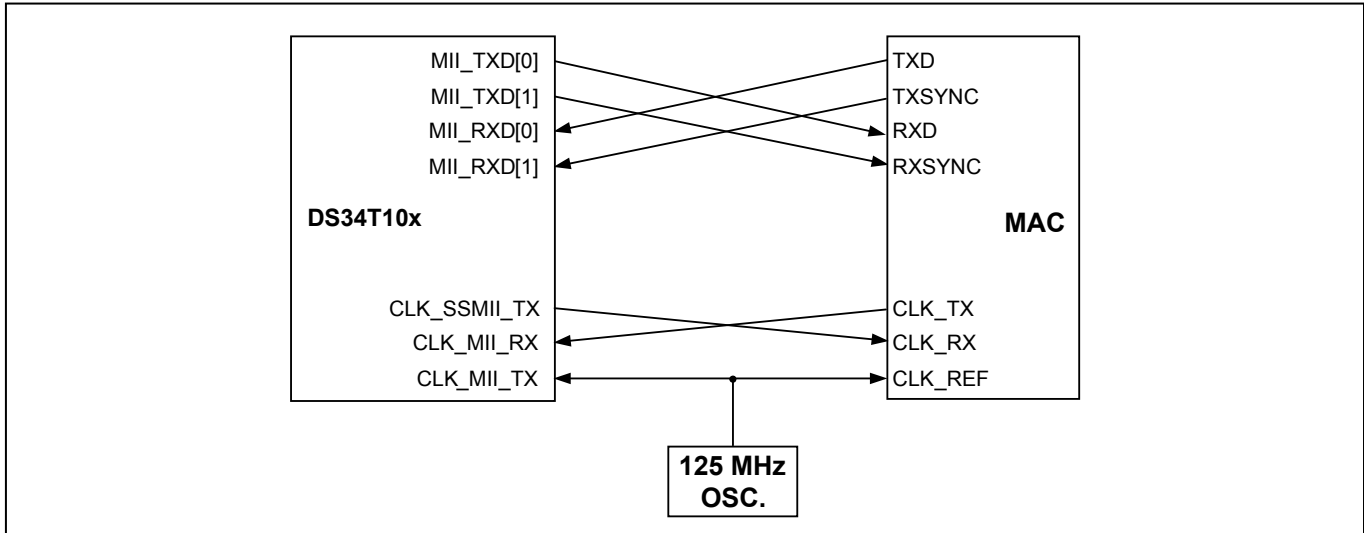 MII_TXD[0]
MII_TXD[1]
MII_RXD[0]
MII_RXD[1]
DS34T10x
CLK_SSMII_TX
CLK_MII_RX
CLK_MII_TX
TXD
TXSYNC
RXD
RXSYNC
MAC
CLK_TX
CLK_RX
CLK_REF
125 MHz
OSC.